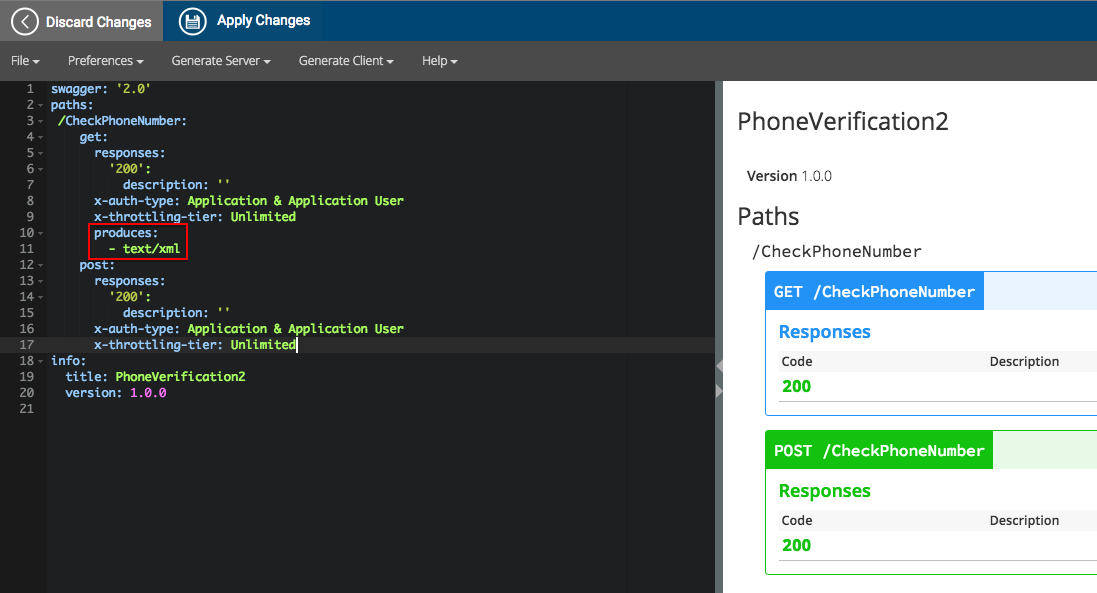 Discard Changes
Apply Changes
File
Preferences
Generate Server
Generate Client
Help
1 swagger: '2.0'
2 paths:
3 /CheckPhoneNumber:
4 get:
5 responses:
6 '200':
7 description: ''
8 x-auth-type: Application & Application User
9 x-throttling-tier: Unlimited
10 produces:
11 - text/xml
12 post:
13 responses:
14 '200':
15 description: ''
16 x-auth-type: Application & Application User
17 x-throttling-tier: Unlimited
18 info:
19 title: PhoneVerification2
20 version: 1.0.0
21
PhoneVerification2
Version 1.0.0
Paths
/CheckPhoneNumber
GET /CheckPhoneNumber
Responses
Code Description
200
POST /CheckPhoneNumber
Responses
Code Description
200